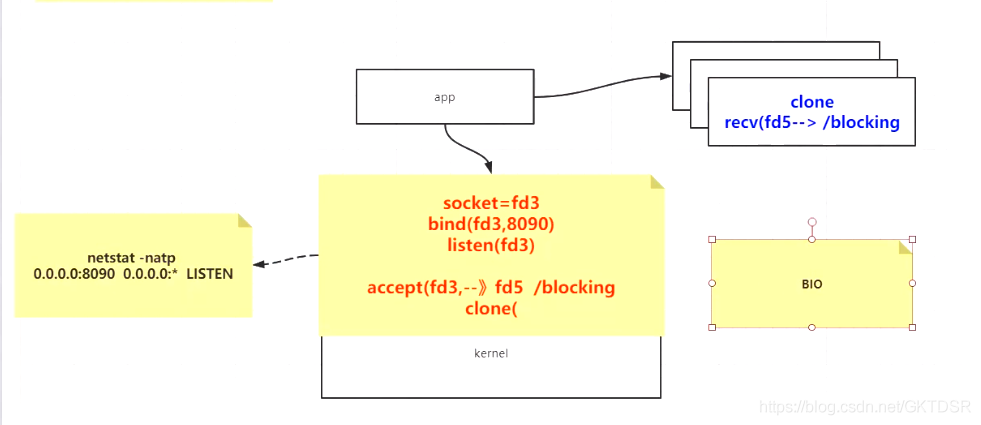 app
clone
recv(fd5--> /blocking
socket=fd3
bind(fd3,8090)
listen(fd3)
accept(fd3,--》fd5 /blocking
clone(
kernel
netstat -natp
0.0.0.0:8090 0.0.0.0:* LISTEN
BIO
https://blog.csdn.net/GKTDSR